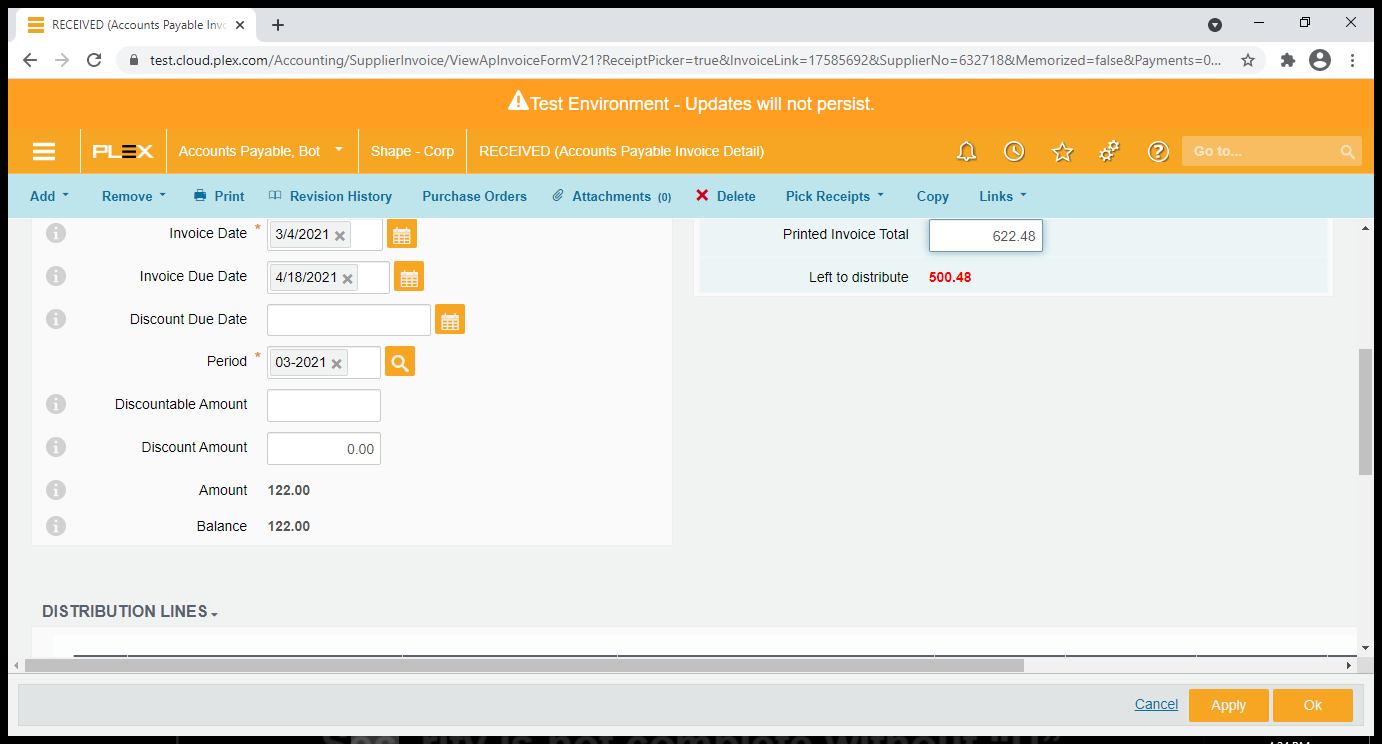 RECEIVED (Accounts Payable Invo
test.cloud.plex.com/Accounting/SupplierInvoice/ViewApInvoiceFormV21?ReceiptPicker=true&InvoiceLink=17585692&SupplierNo=632718&Memorized=false&Payments=0...
Test Environment - Updates will not persist.
PLEX Accounts Payable, Bot Shape - Corp RECEIVED (Accounts Payable Invoice Detail) Go to...
Add Remove Print Revision History Purchase Orders Attachments (0) Delete Pick Receipts Copy Links
Invoice Date * 3/4/2021
Invoice Due Date 4/18/2021
Discount Due Date
Period * 03-2021
Discountable Amount
Discount Amount 0.00
Amount 122.00
Balance 122.00
Printed Invoice Total 622.48
Left to distribute 500.48
DISTRIBUTION LINES
Cancel Apply Ok